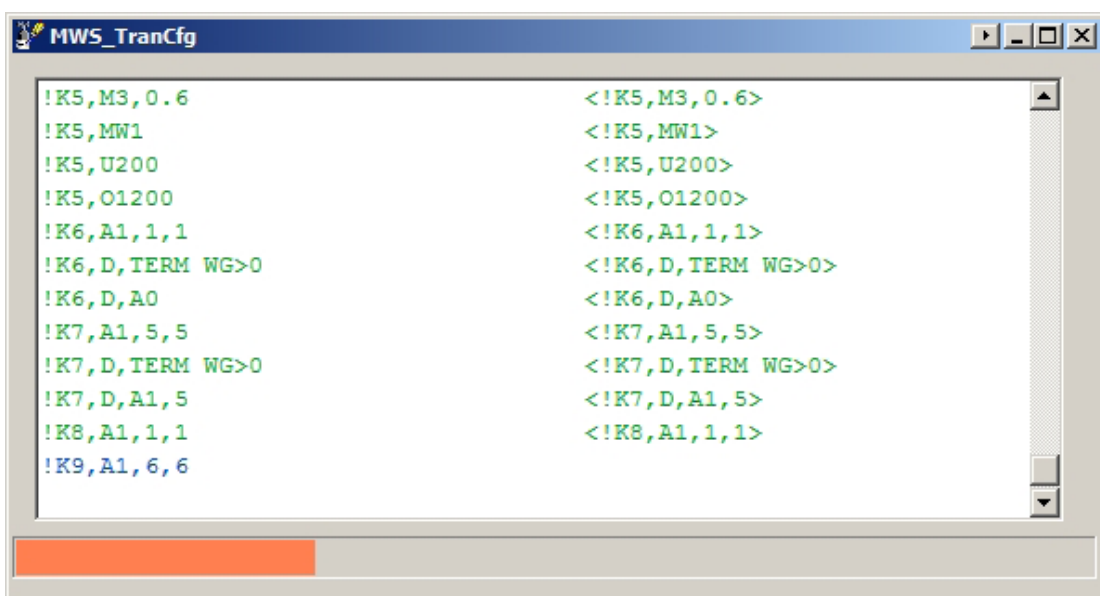 MWS_TranCfg
!K5,M3,0.6 <!K5,M3,0.6>
!K5,MW1 <!K5,MW1>
!K5,U200 <!K5,U200>
!K5,O1200 <!K5,O1200>
!K6,A1,1,1 <!K6,A1,1,1>
!K6,D,TERM WG>0 <!K6,D,TERM WG>0>
!K6,D,A0 <!K6,D,A0>
!K7,A1,5,5 <!K7,A1,5,5>
!K7,D,TERM WG>0 <!K7,D,TERM WG>0>
!K7,D,A1,5 <!K7,D,A1,5>
!K8,A1,1,1 <!K8,A1,1,1>
!K9,A1,6,6